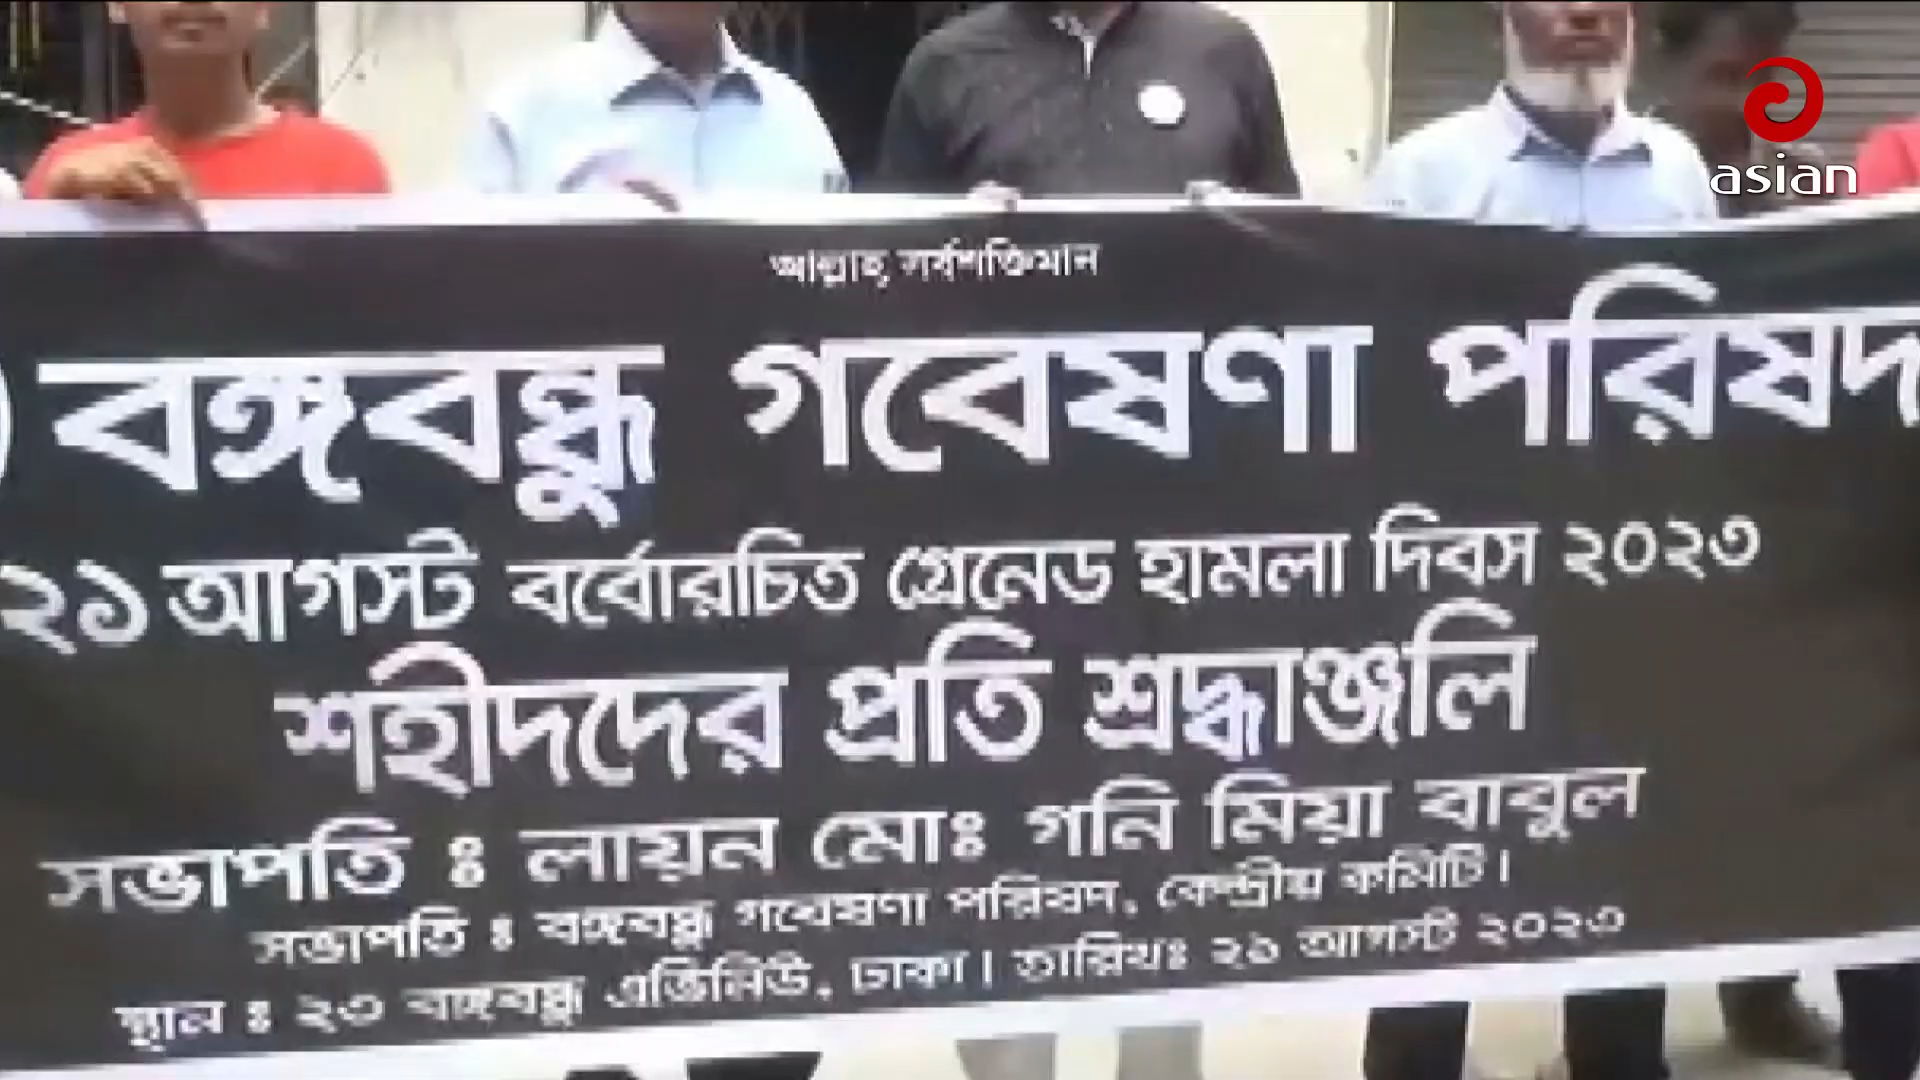 আল্লাহ্ সর্বশক্তিমান
বঙ্গবন্ধু গবেষণা পরিষদ
২১ আগস্ট বর্বোরচিত গ্রেনেড হামলা দিবস ২০২৩
শহীদদের প্রতি শ্রদ্ধাঞ্জলি
সভাপতি ঃ লায়ন মোঃ গনি মিয়া বাবুল
সভাপতি ঃ বঙ্গবন্ধু গবেষণা পরিষদ, কেন্দ্রীয় কমিটি।
স্থান ঃ ২৩ বঙ্গবন্ধু এভিনিউ, ঢাকা। তারিখঃ ২১ আগস্ট ২০২৩
asian